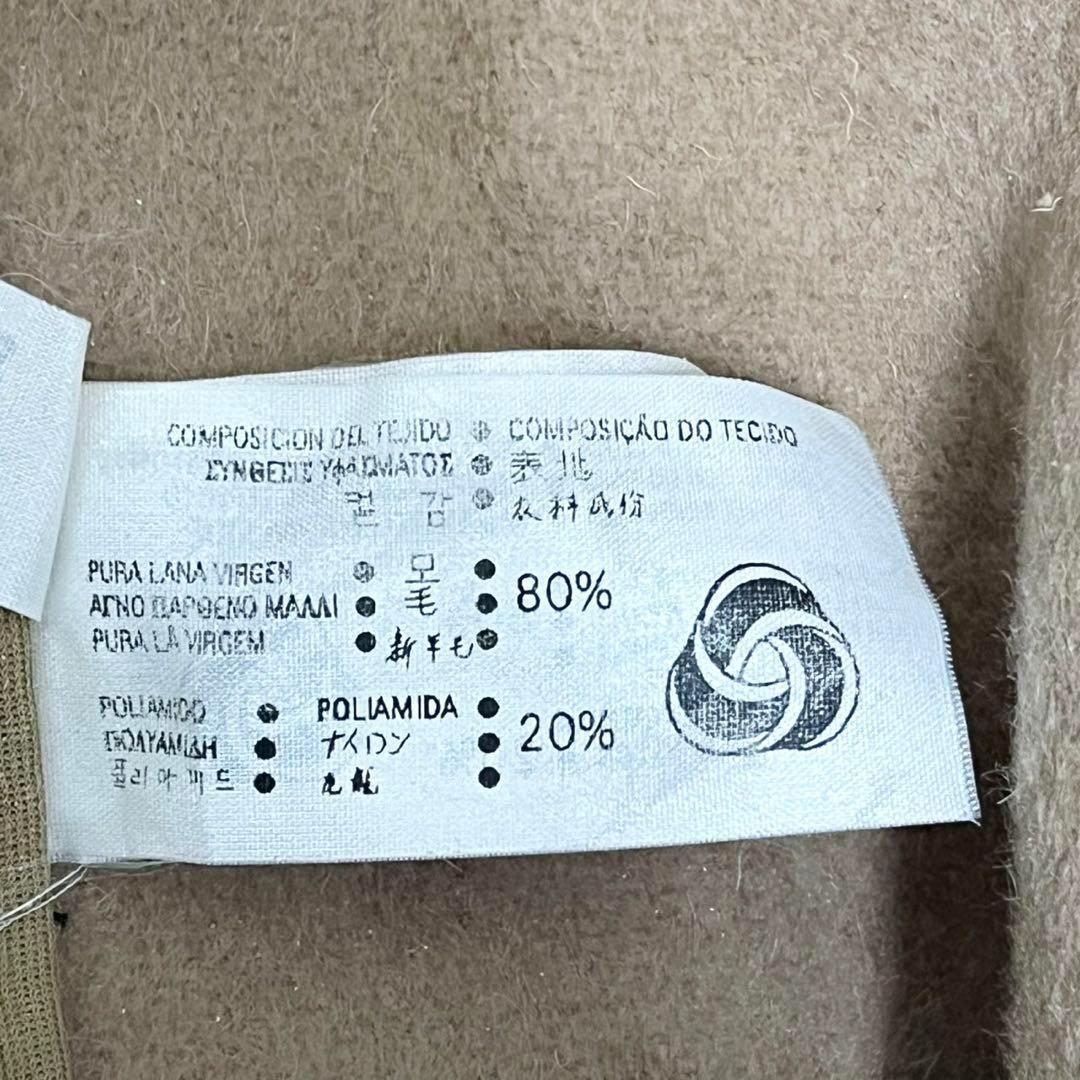 COMPOSICION DEL TEJIDO ● COMPOSIÇÃO DO TECIDO
ΣΥΝΘΕΣΙΣ ΥΦΑΣΜΑΤΟΣ ● 表地
겉 감 ● 衣料成份
PURA LANA VIRGEN ● 모 ●
ΑΓΝΟ ΠΑΡΘΕΝΟ ΜΑΛΛΙ ● 毛 ● 80%
PURA LÃ VIRGEM ● 新羊毛 ●
POLIAMIDO ● POLIAMIDA ●
ΠΟΛΥΑΜΙΔΗ ● ナイロン ● 20%
폴리아미드 ● 尼龍 ●